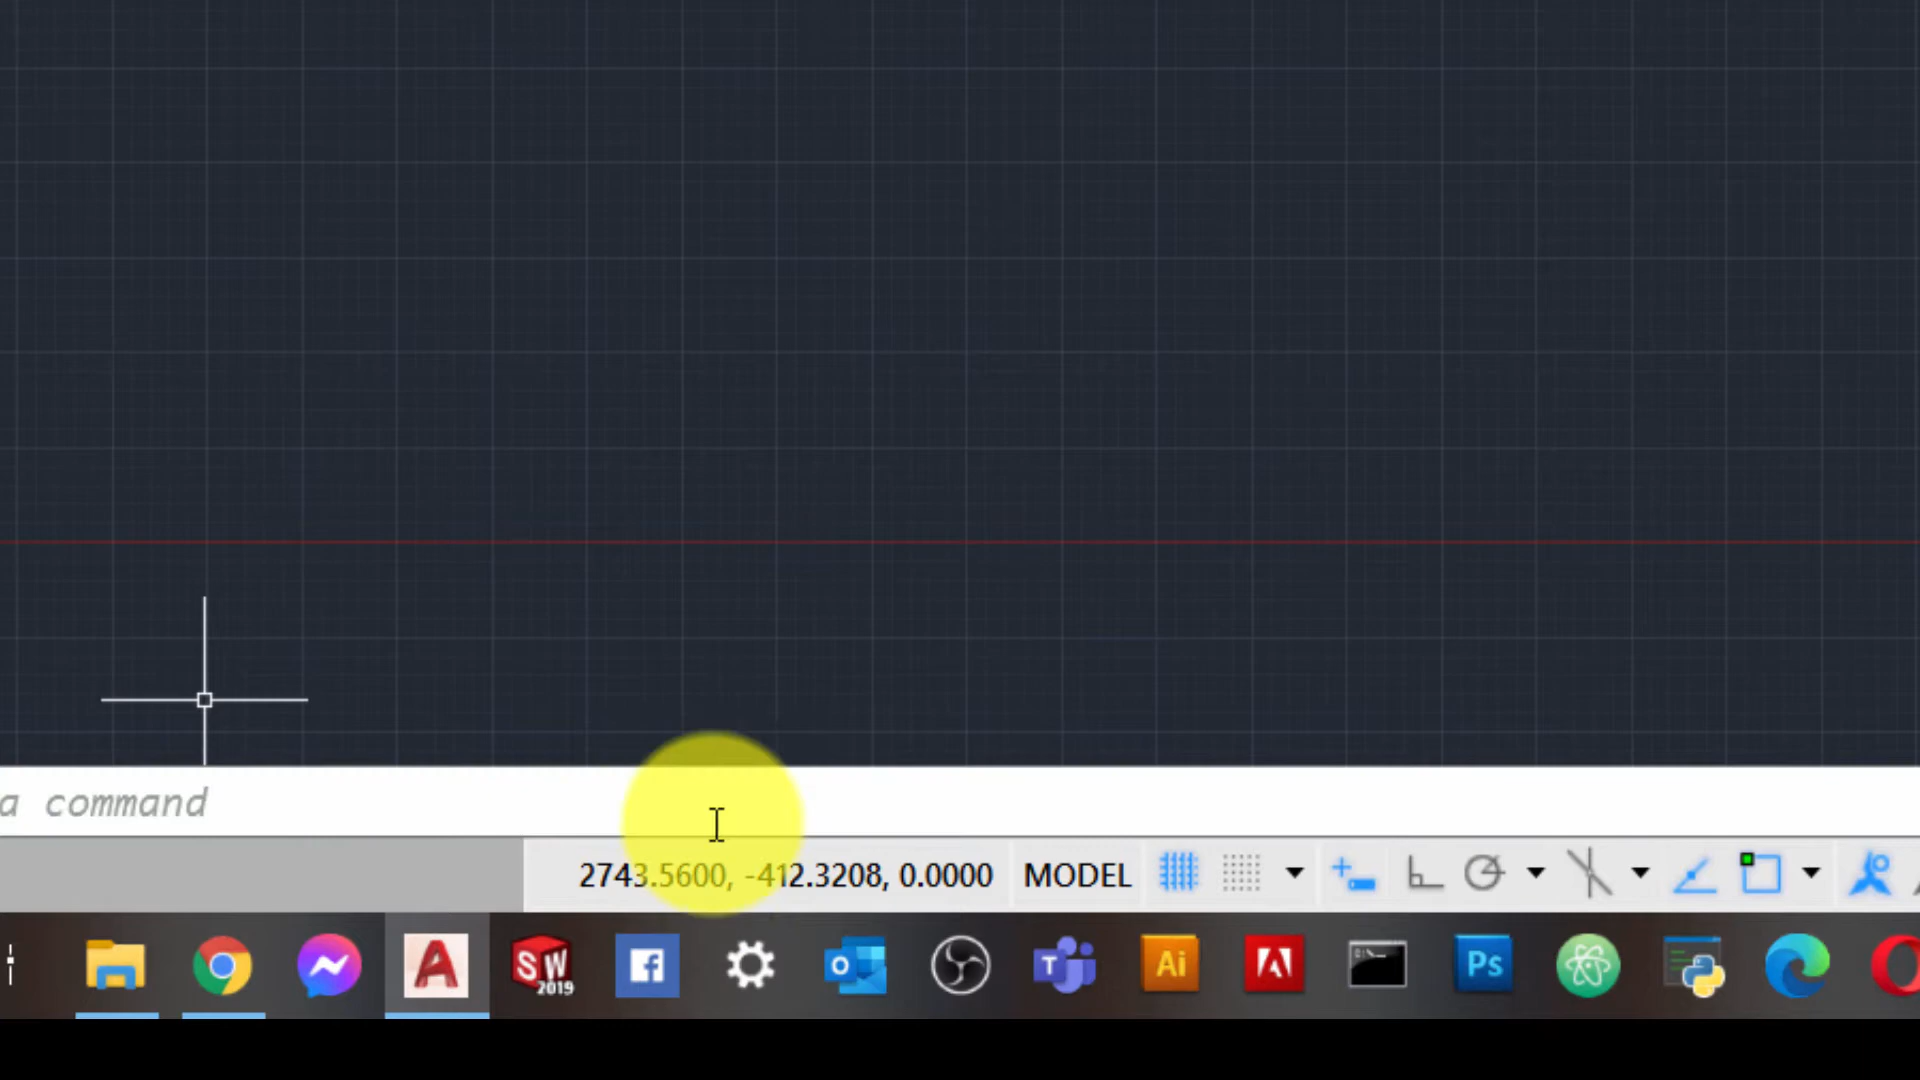 a command
2743.5600, -412.3208, 0.0000 MODEL
SW
2019
f
O
T
Ai
Ps